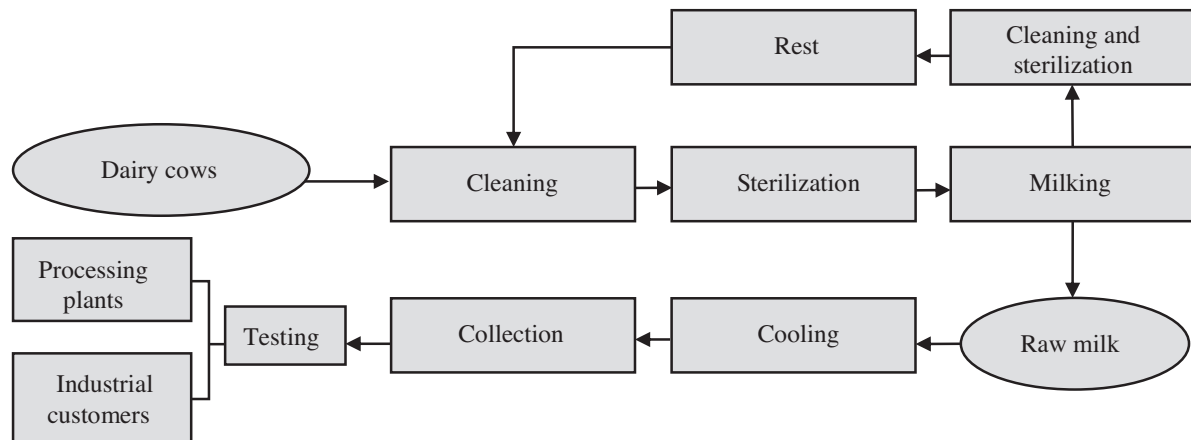 Rest
Cleaning and
sterilization
Dairy cows
Cleaning
Sterilization
Milking
Processing
plants
Testing
Collection
Cooling
Raw milk
Industrial
customers